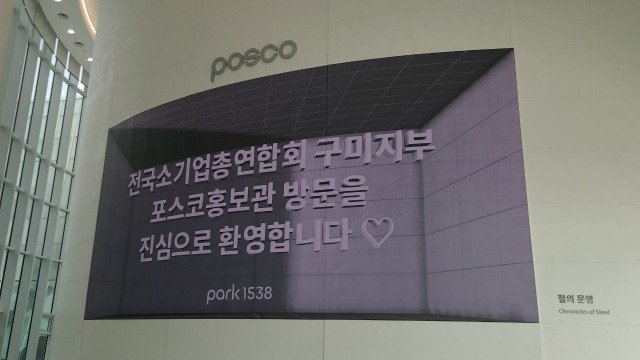 posco
전국소기업총연합회 구미지부
포스코홍보관 방문을
진심으로 환영합니다 ♡
park1538
철의 문명
Chronicles of Steel